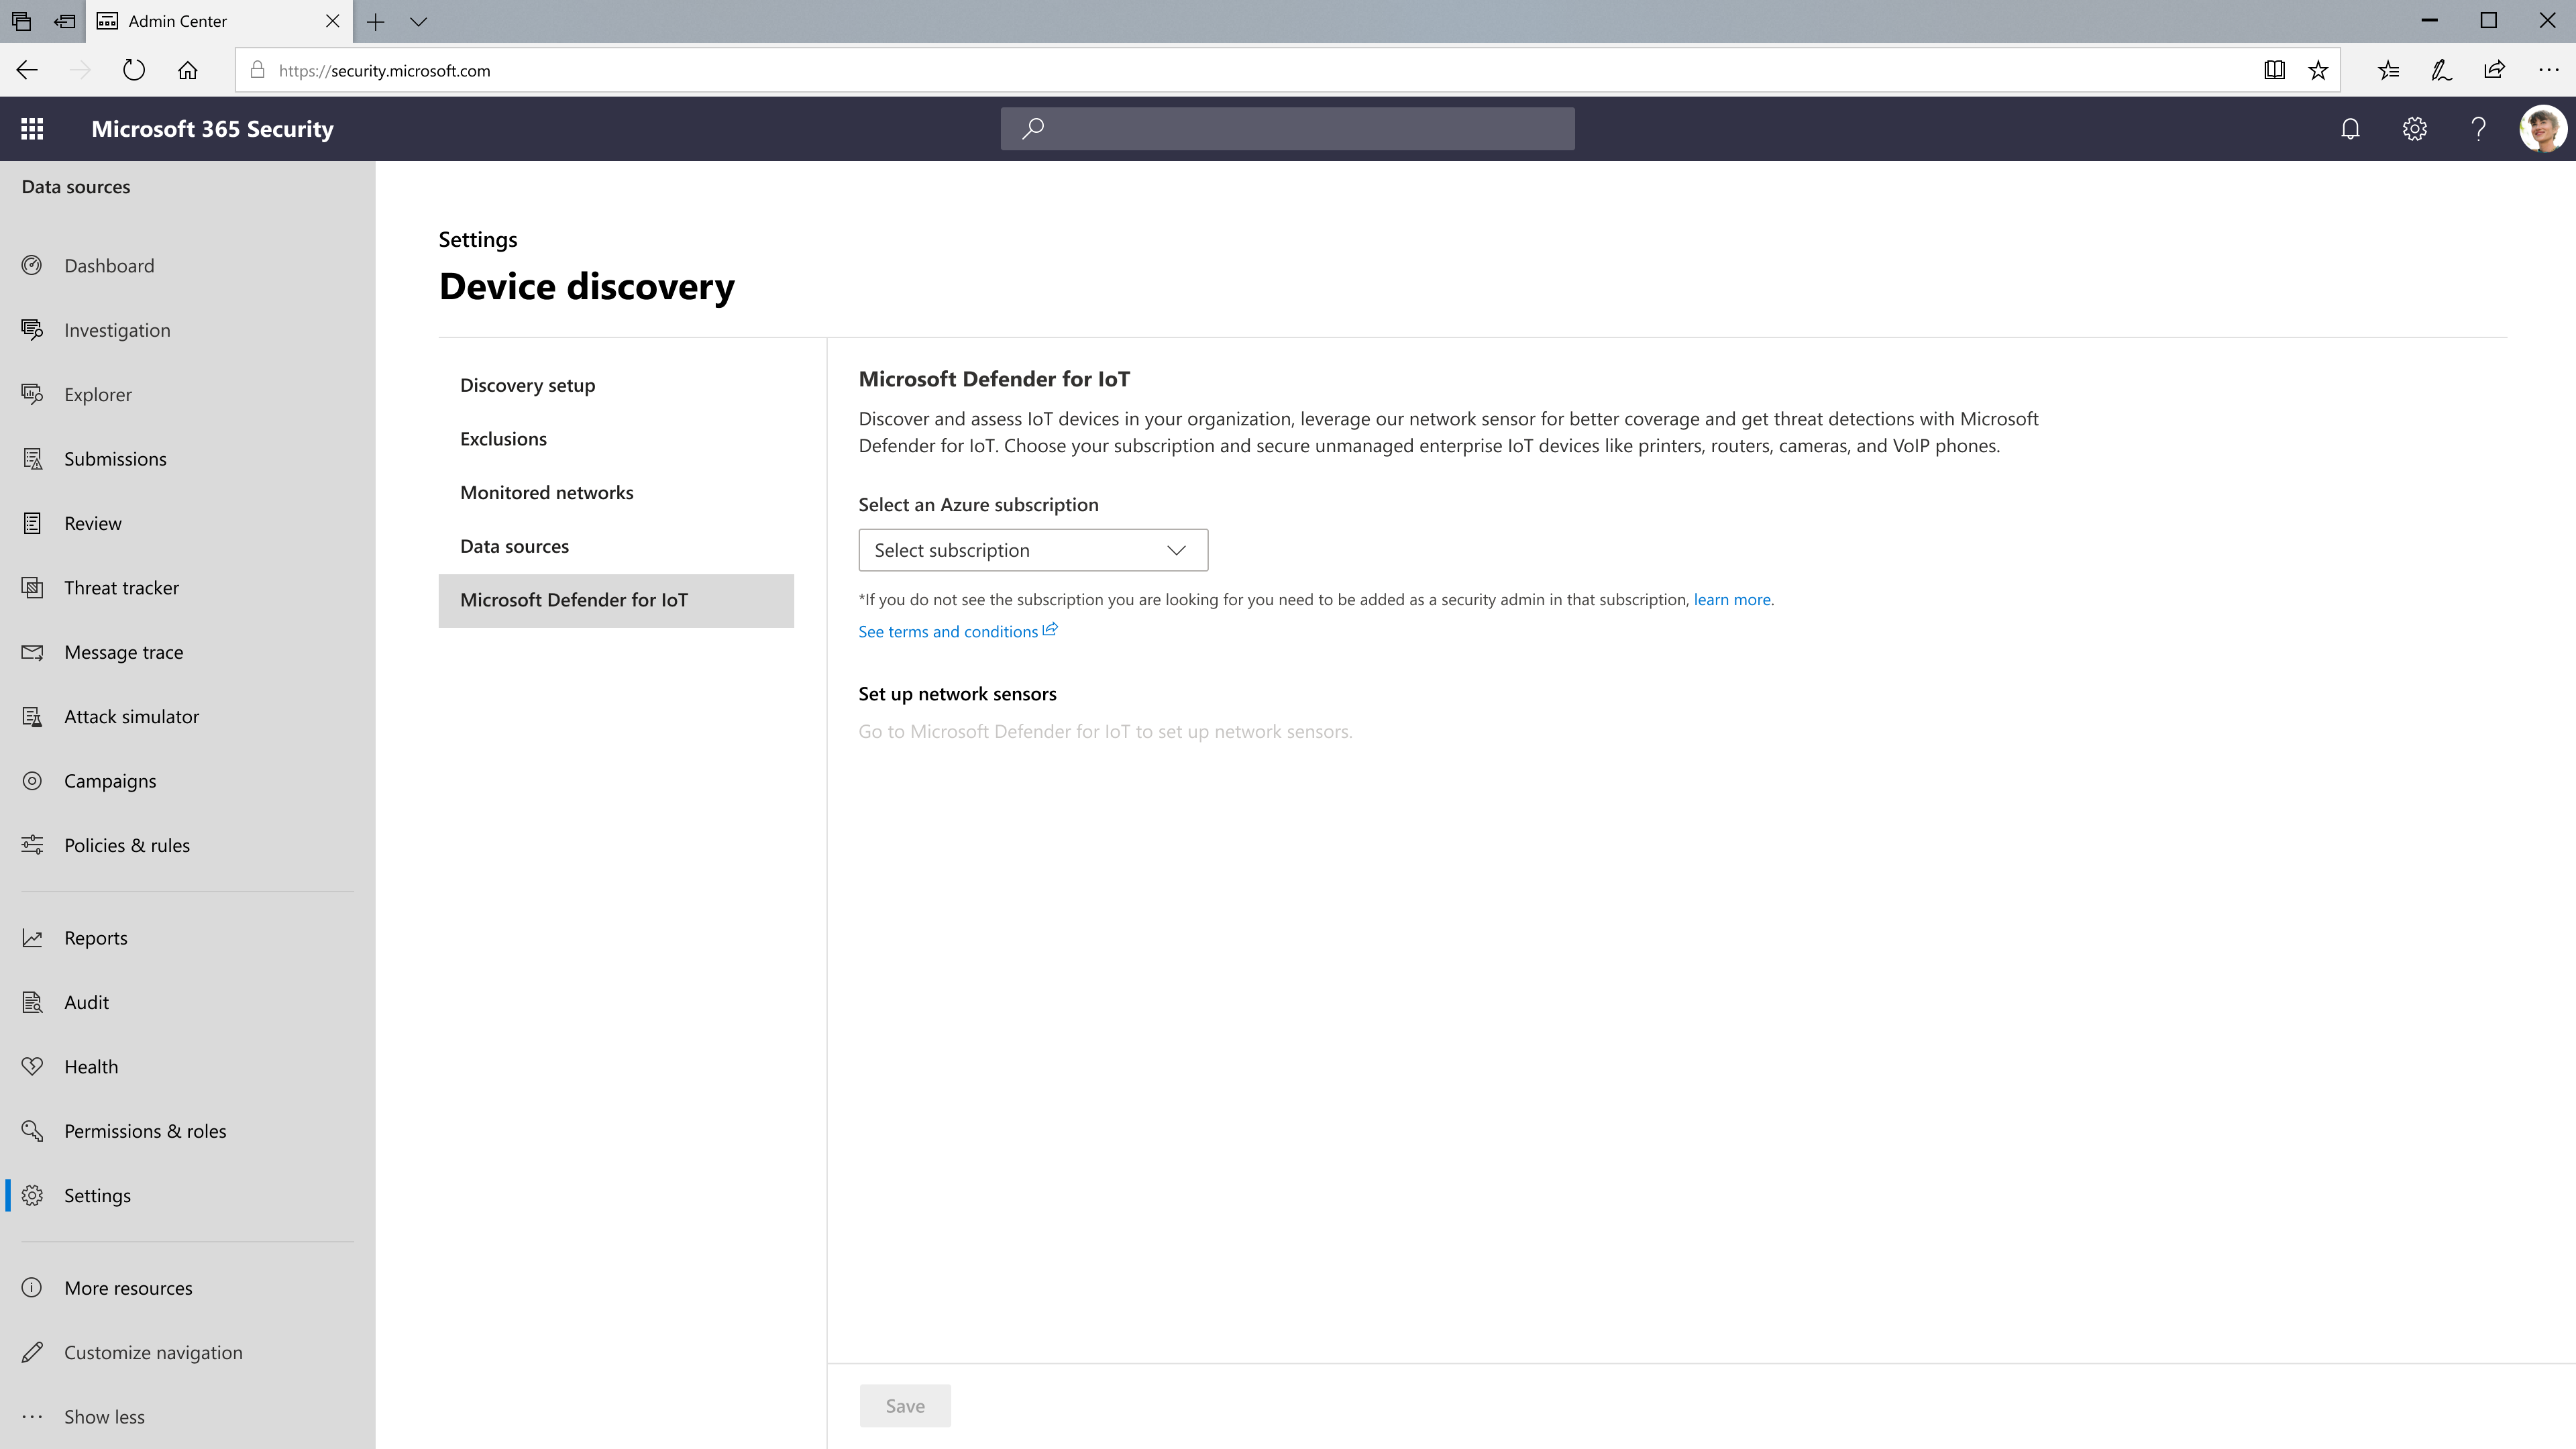 Admin Center
https://security.microsoft.com
Microsoft 365 Security
Data sources
Dashboard
Investigation
Explorer
Submissions
Review
Threat tracker
Message trace
Attack simulator
Campaigns
Policies & rules
Reports
Audit
Health
Permissions & roles
Settings
More resources
Customize navigation
Show less
Settings
Device discovery
Discovery setup
Exclusions
Monitored networks
Data sources
Microsoft Defender for IoT
Microsoft Defender for IoT
Discover and assess IoT devices in your organization, leverage our network sensor for better coverage and get threat detections with Microsoft
Defender for IoT. Choose your subscription and secure unmanaged enterprise IoT devices like printers, routers, cameras, and VoIP phones.
Select an Azure subscription
Select subscription
*If you do not see the subscription you are looking for you need to be added as a security admin in that subscription, learn more.
See terms and conditions
Set up network sensors
Go to Microsoft Defender for IoT to set up network sensors.
Save